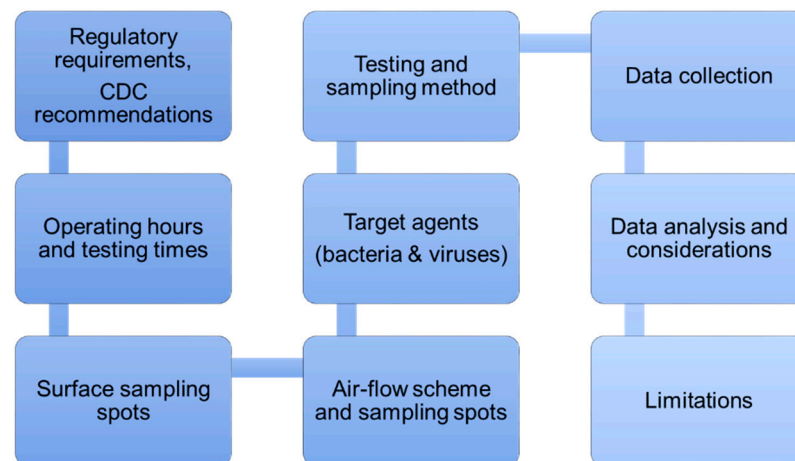 Regulatory
requirements,
CDC
recommendations
Operating hours
and testing times
Surface sampling
spots
Air-flow scheme
and sampling spots
Target agents
(bacteria & viruses)
Testing and
sampling method
Data collection
Data analysis and
considerations
Limitations